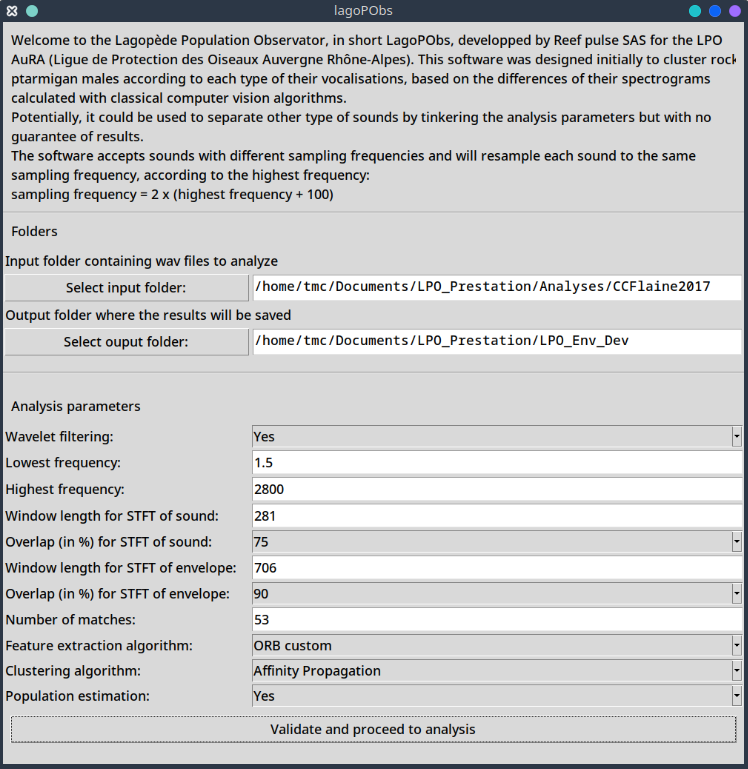 lagoPObs
Welcome to the Lagopède Population Observator, in short LagoPObs, developped by Reef pulse SAS for the LPO
AuRA (Ligue de Protection des Oiseaux Auvergne Rhône-Alpes). This software was designed initially to cluster rock
ptarmigan males according to each type of their vocalisations, based on the differences of their spectrograms
calculated with classical computer vision algorithms.
Potentially, it could be used to separate other type of sounds by tinkering the analysis parameters but with no
guarantee of results.
The software accepts sounds with different sampling frequencies and will resample each sound to the same
sampling frequency, according to the highest frequency:
sampling frequency = 2 x (highest frequency + 100)
Folders
Input folder containing wav files to analyze
Select input folder: /home/tmc/Documents/LPO_Prestation/Analyses/CCFlaine2017
Output folder where the results will be saved
Select ouput folder: /home/tmc/Documents/LPO_Prestation/LPO_Env_Dev
Analysis parameters
Wavelet filtering: Yes
Lowest frequency: 1.5
Highest frequency: 2800
Window length for STFT of sound: 281
Overlap (in %) for STFT of sound: 75
Window length for STFT of envelope: 706
Overlap (in %) for STFT of envelope: 90
Number of matches: 53
Feature extraction algorithm: ORB custom
Clustering algorithm: Affinity Propagation
Population estimation: Yes
Validate and proceed to analysis